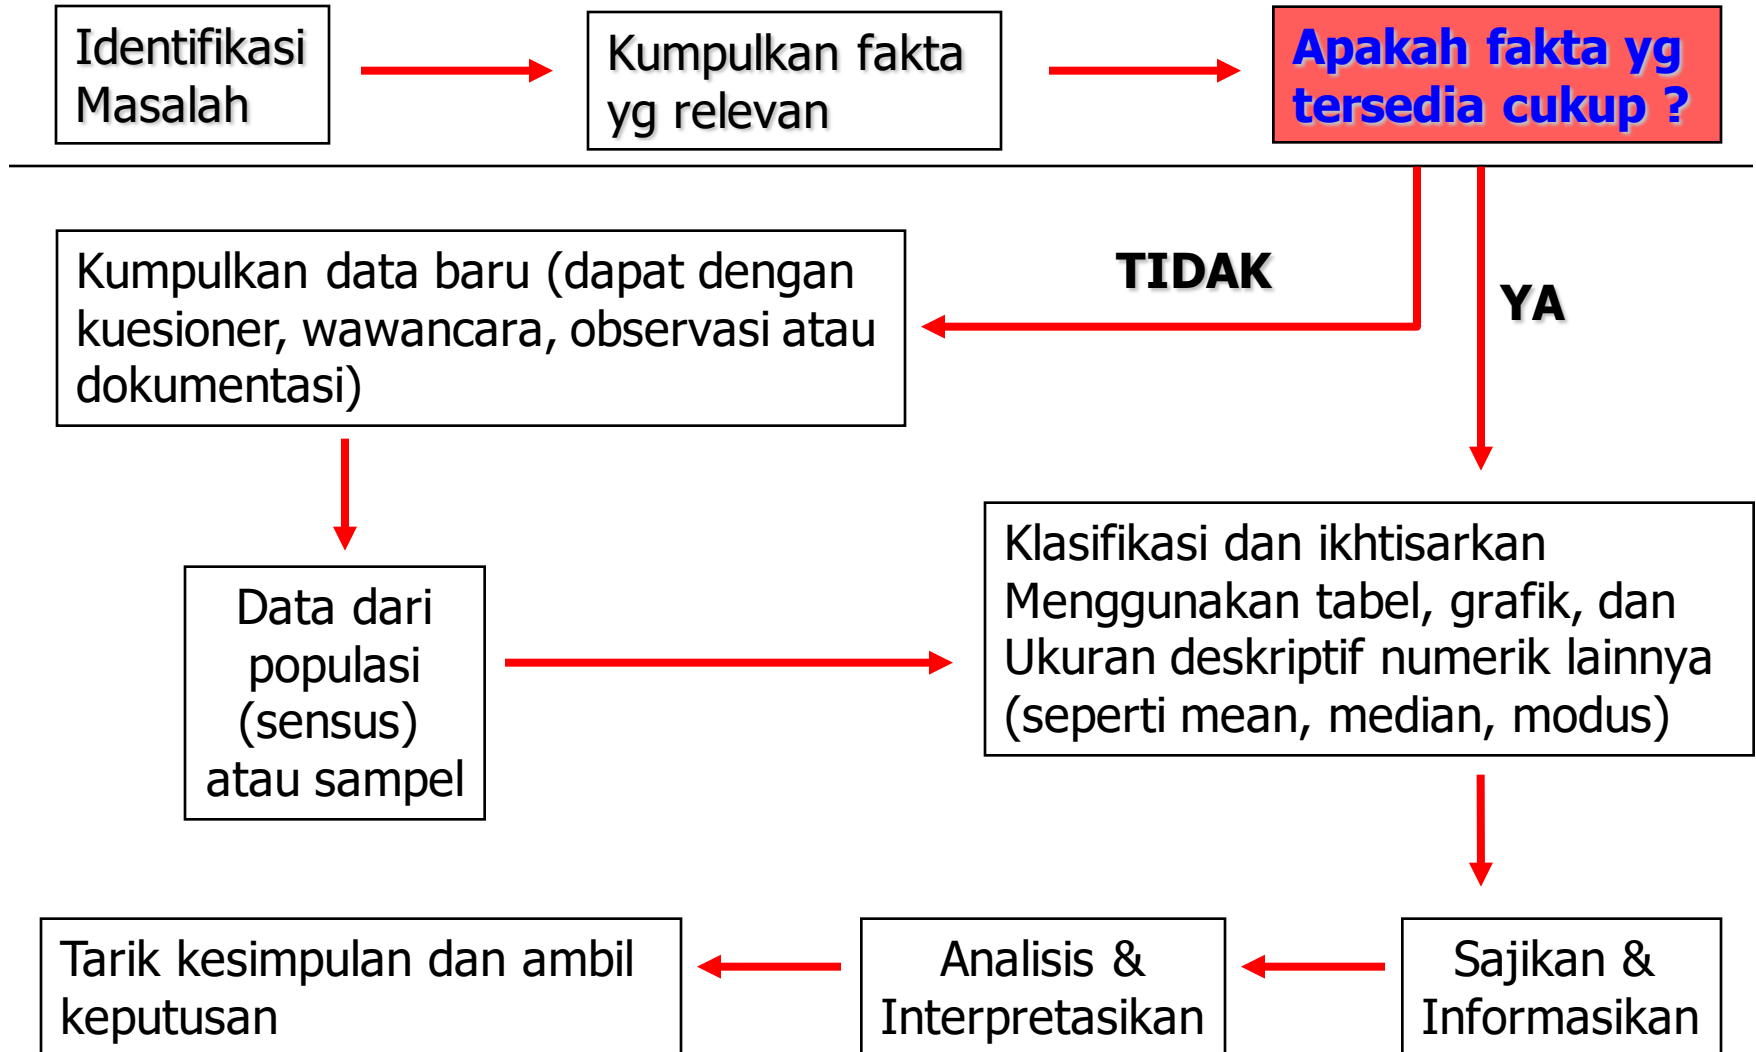 Identifikasi
Masalah
Kumpulkan fakta
yg relevan
Apakah fakta yg
tersedia cukup ?
TIDAK
YA
Kumpulkan data baru (dapat dengan
kuesioner, wawancara, observasi atau
dokumentasi)
Data dari
populasi
(sensus)
atau sampel
Klasifikasi dan ikhtisarkan
Menggunakan tabel, grafik, dan
Ukuran deskriptif numerik lainnya
(seperti mean, median, modus)
Sajikan &
Informasikan
Analisis &
Interpretasikan
Tarik kesimpulan dan ambil
keputusan